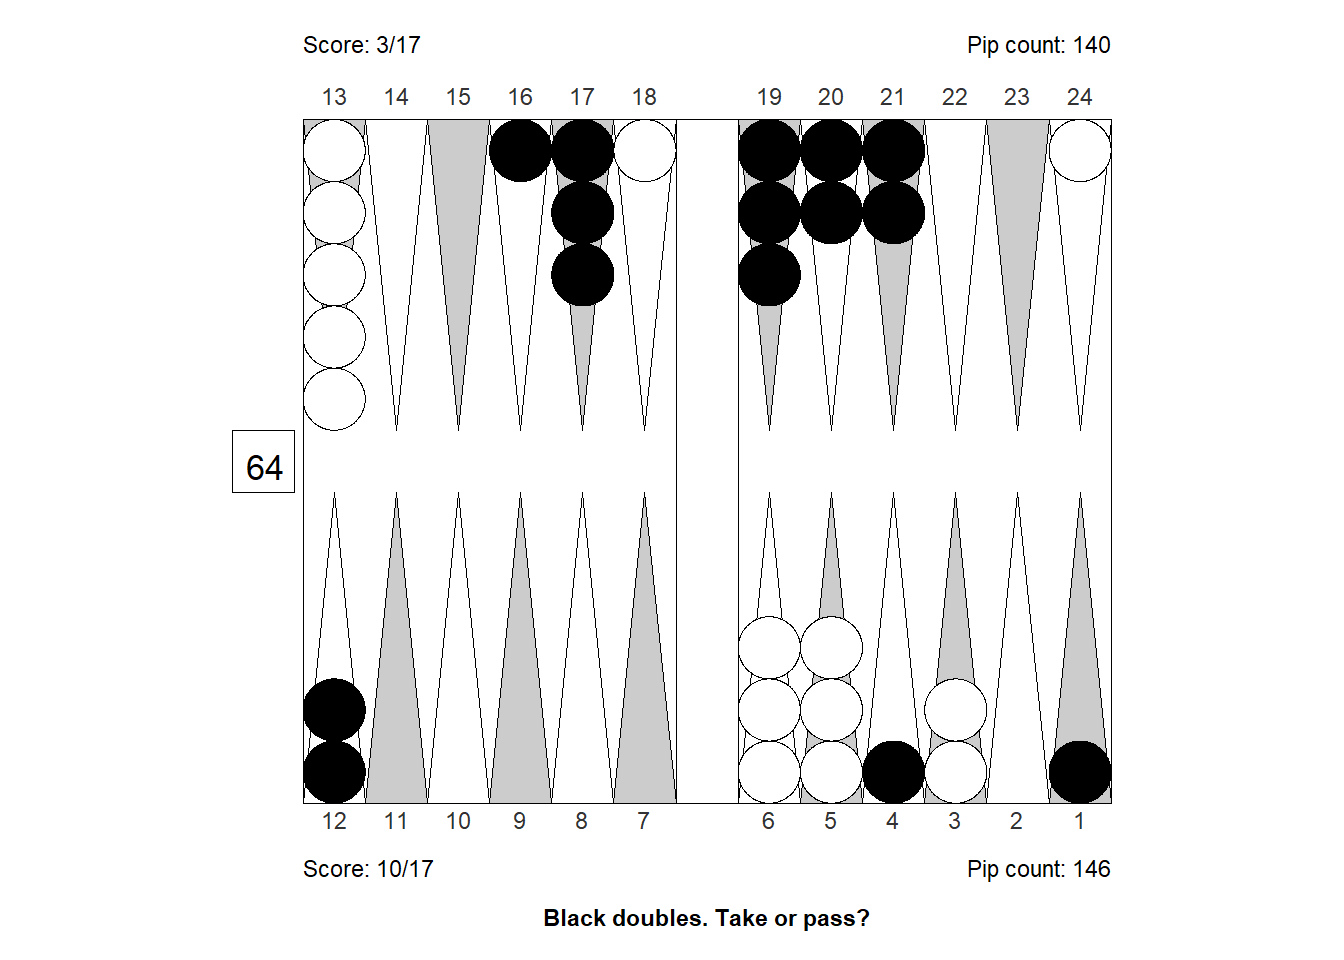 Score: 3/17 Pip count: 140
13 14 15 16 17 18 19 20 21 22 23 24
64
12 11 10 9 8 7 6 5 4 3 2 1
Score: 10/17 Pip count: 146
Black doubles. Take or pass?